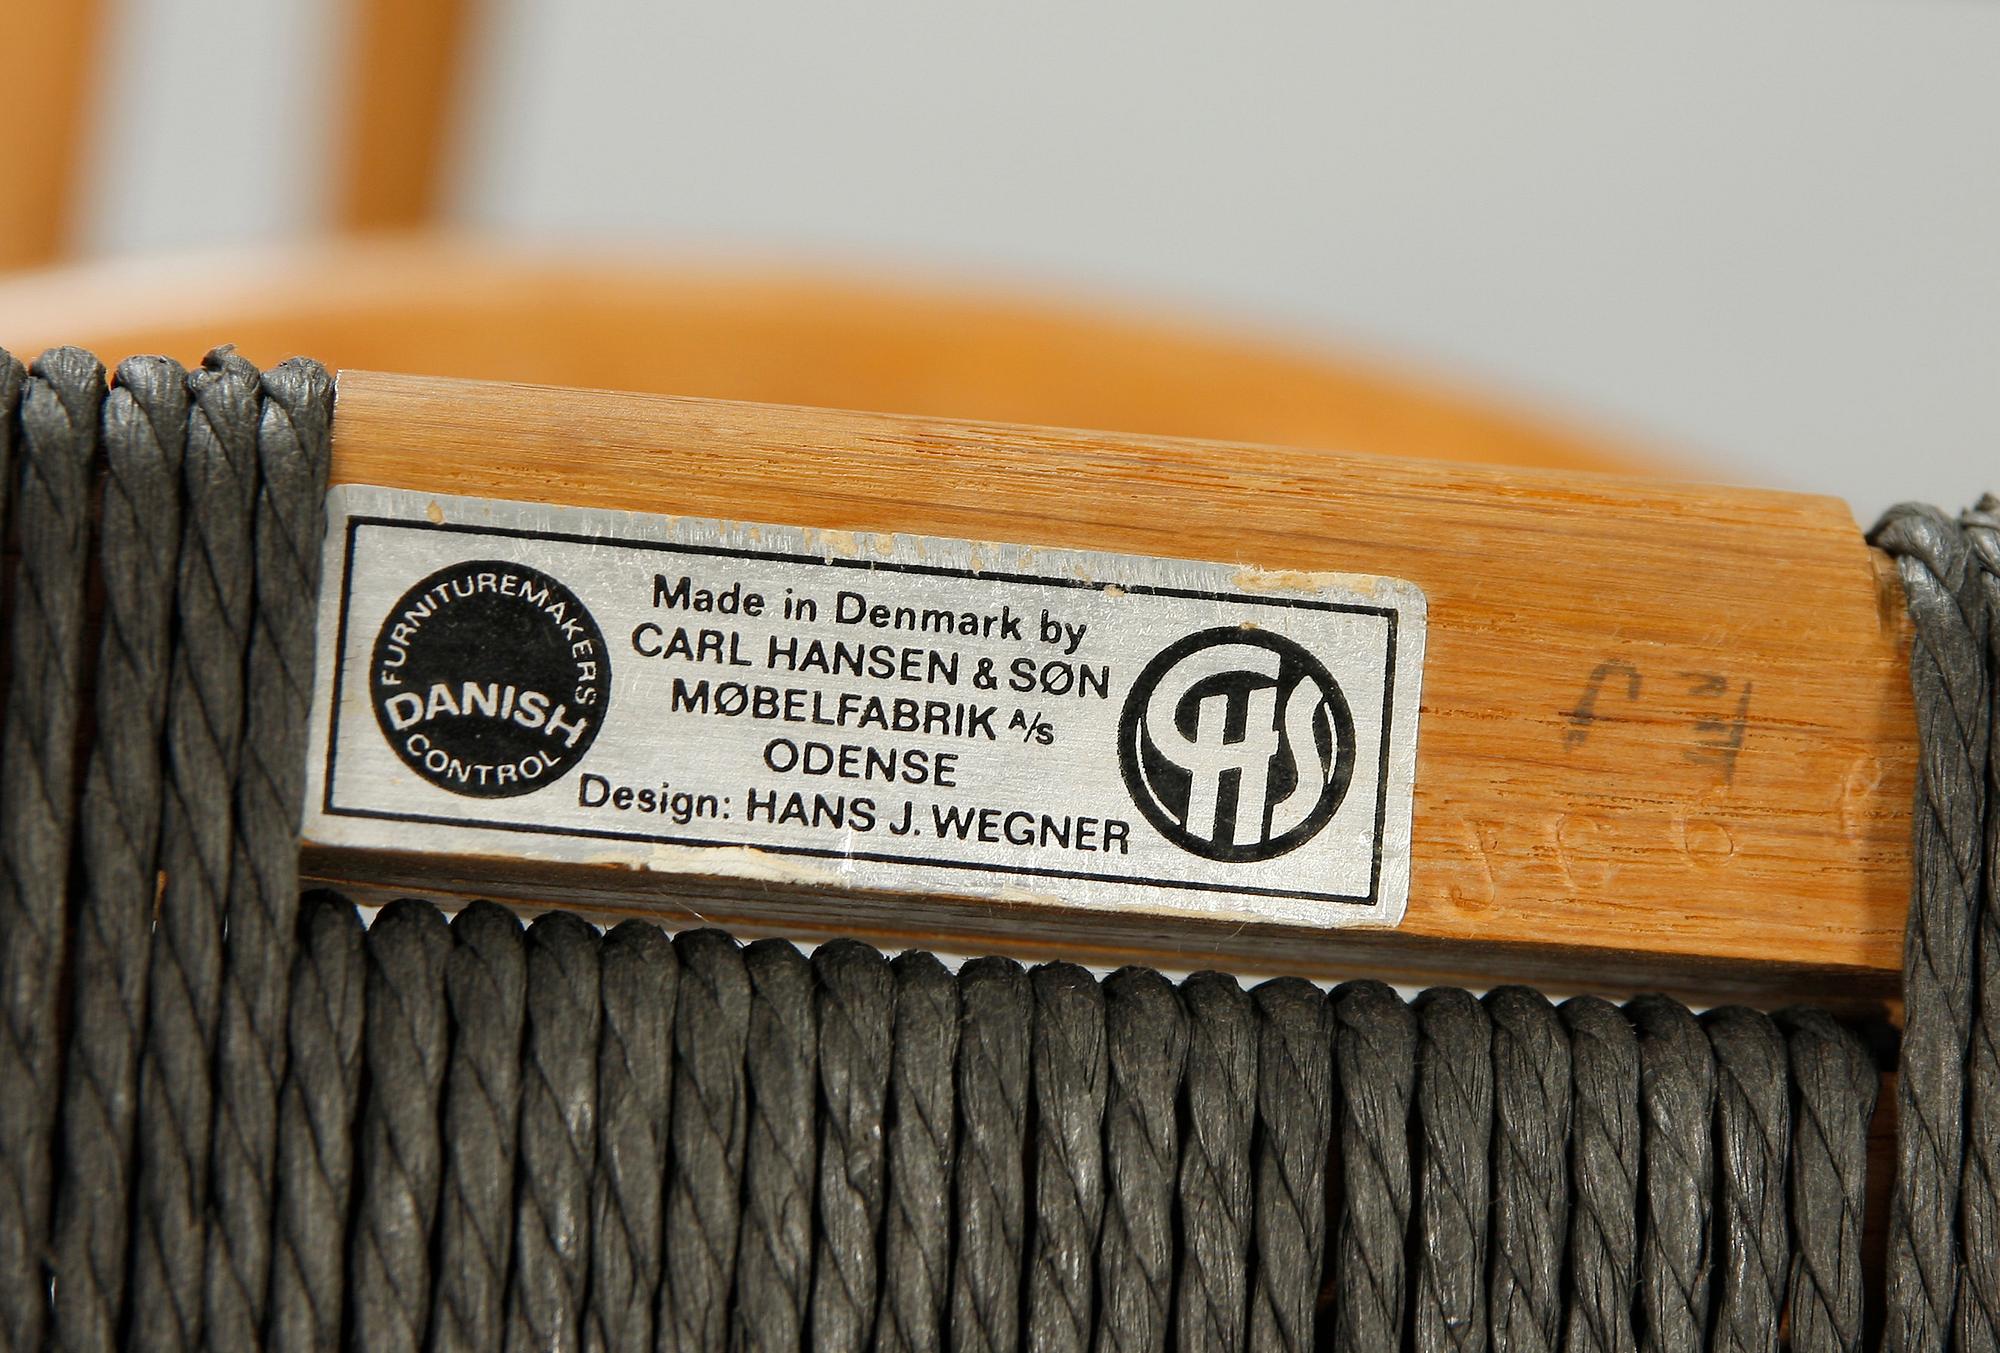 FURNITUREMAKERS
DANISH
CONTROL
Made in Denmark by
CARL HANSEN & SØN
MØBELFABRIK A/s
ODENSE
Design: HANS J. WEGNER
CHS